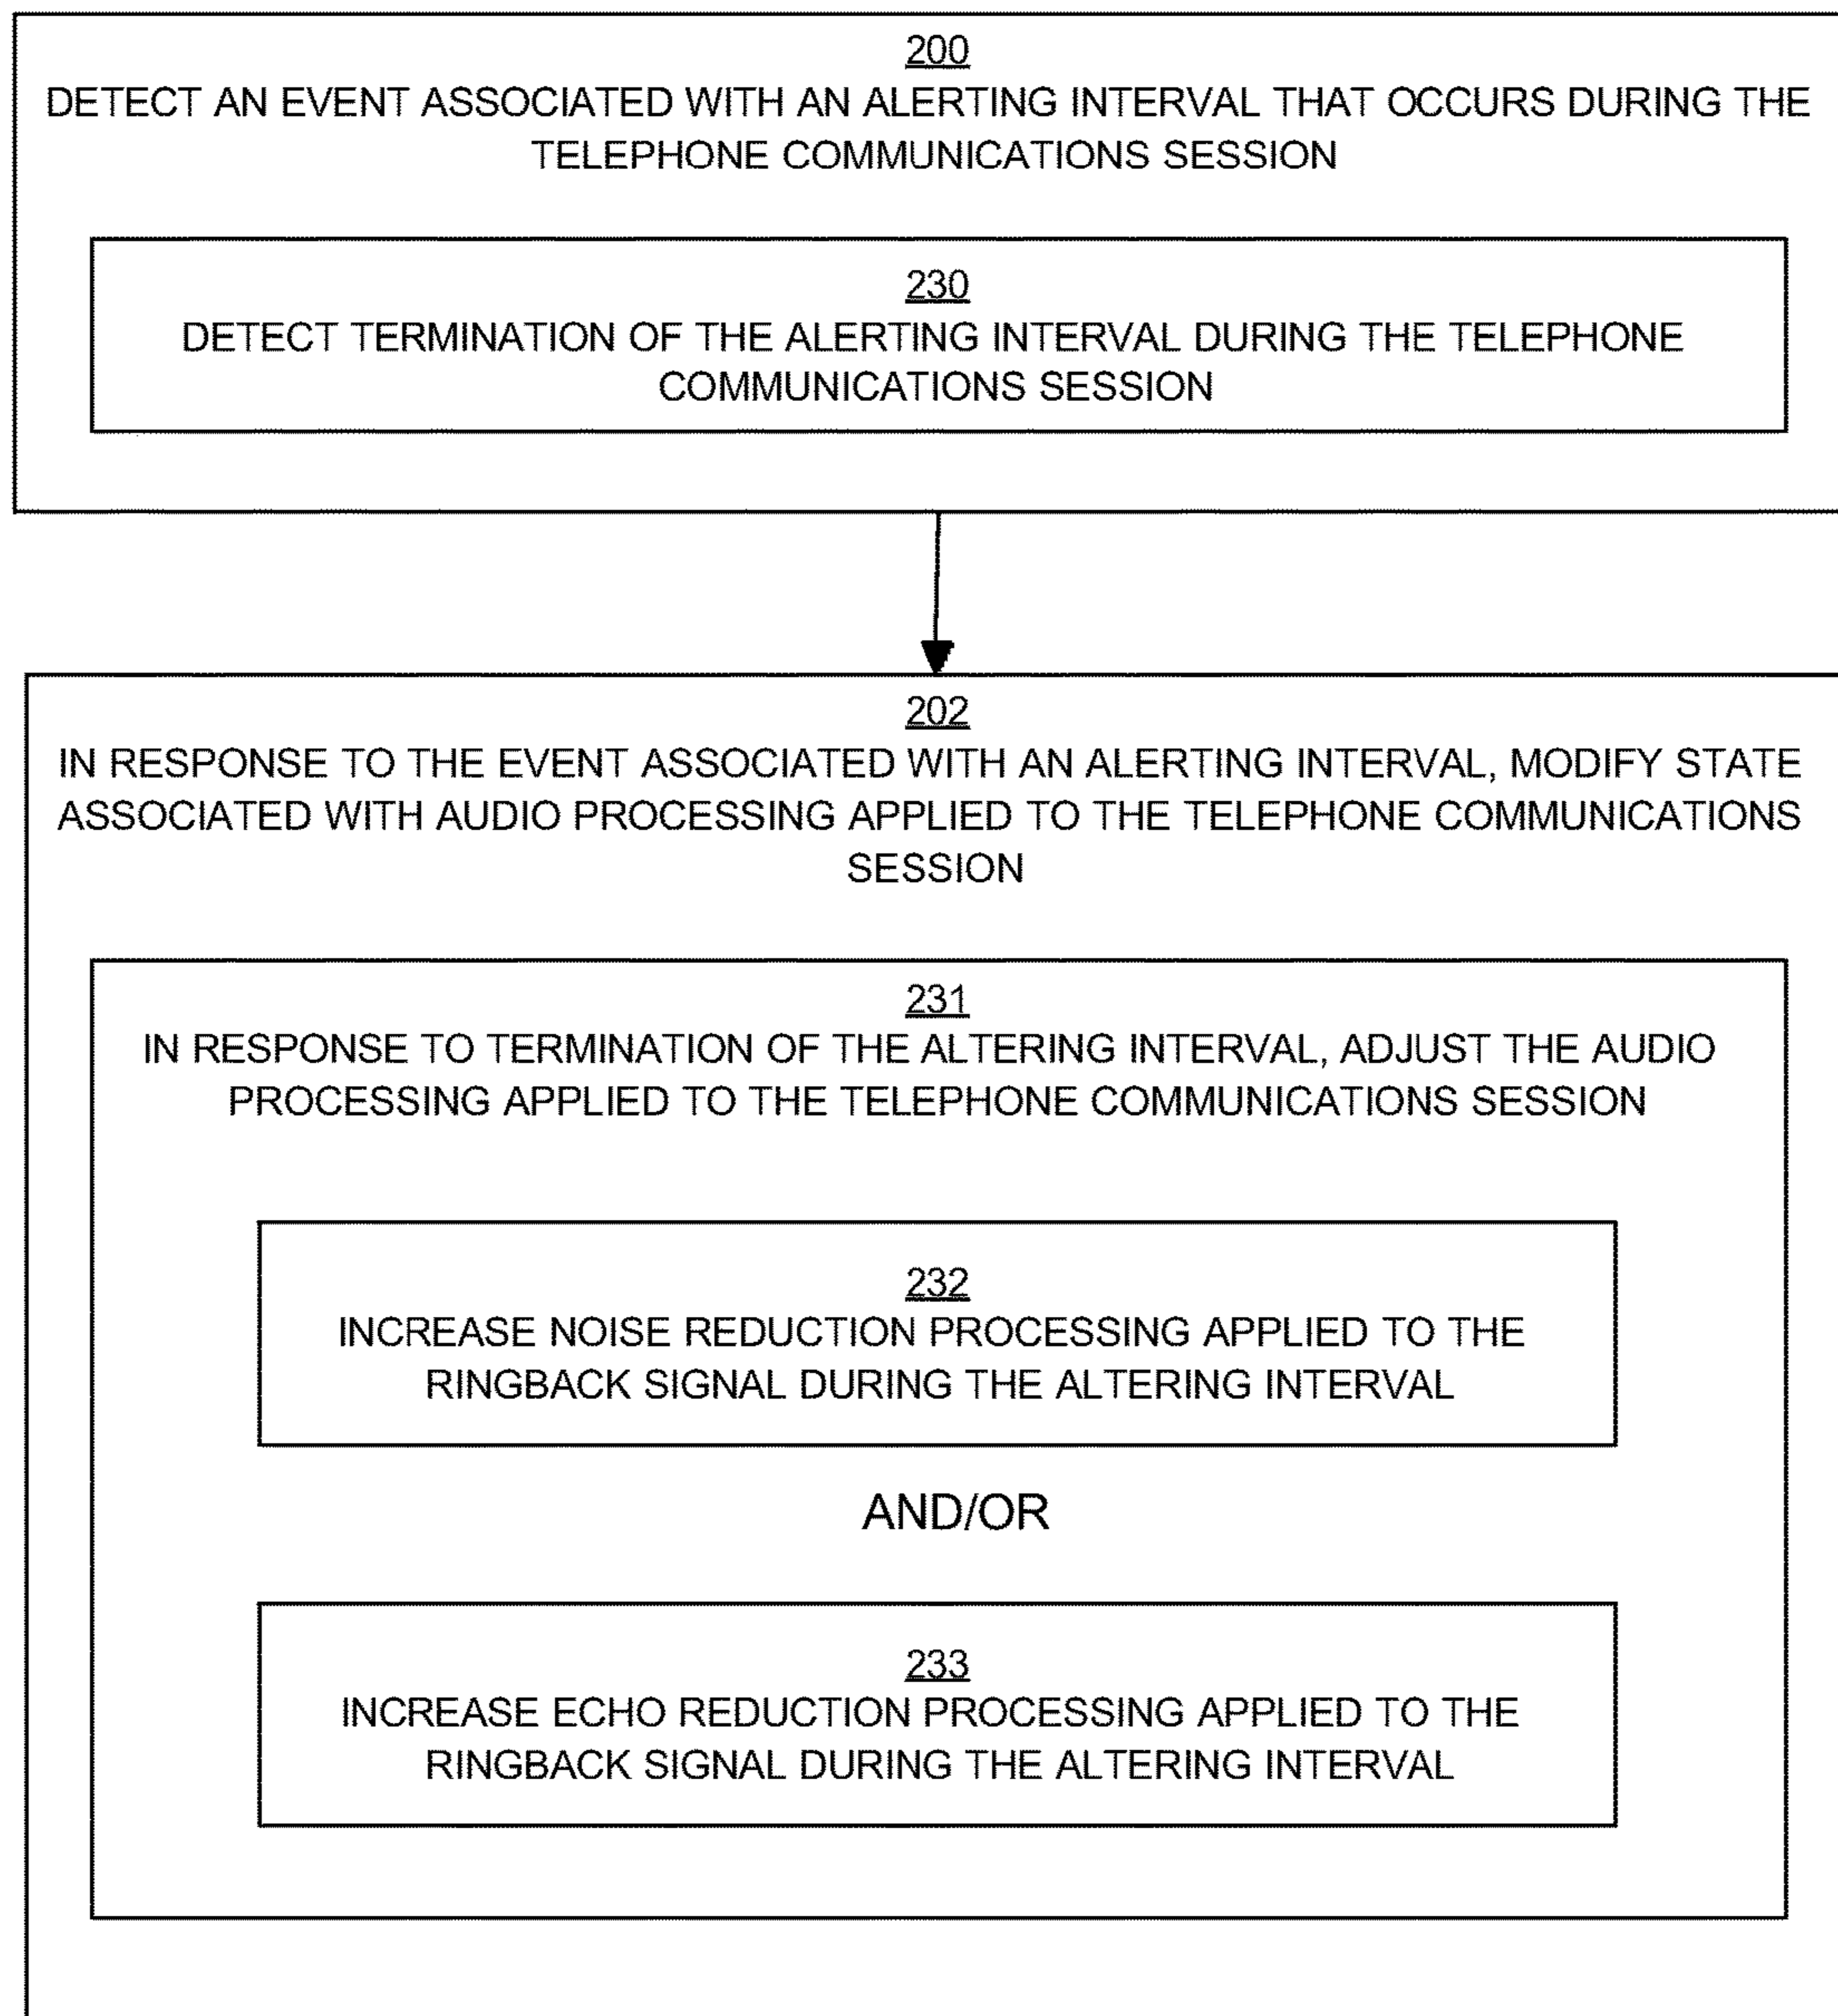 200
DETECT AN EVENT ASSOCIATED WITH AN ALERTING INTERVAL THAT OCCURS DURING THE
TELEPHONE COMMUNICATIONS SESSION
230
DETECT TERMINATION OF THE ALERTING INTERVAL DURING THE TELEPHONE
COMMUNICATIONS SESSION
202
IN RESPONSE TO THE EVENT ASSOCIATED WITH AN ALERTING INTERVAL, MODIFY STATE
ASSOCIATED WITH AUDIO PROCESSING APPLIED TO THE TELEPHONE COMMUNICATIONS
SESSION
231
IN RESPONSE TO TERMINATION OF THE ALTERING INTERVAL, ADJUST THE AUDIO
PROCESSING APPLIED TO THE TELEPHONE COMMUNICATIONS SESSION
232
INCREASE NOISE REDUCTION PROCESSING APPLIED TO THE
RINGBACK SIGNAL DURING THE ALTERING INTERVAL
AND/OR
233
INCREASE ECHO REDUCTION PROCESSING APPLIED TO THE
RINGBACK SIGNAL DURING THE ALTERING INTERVAL